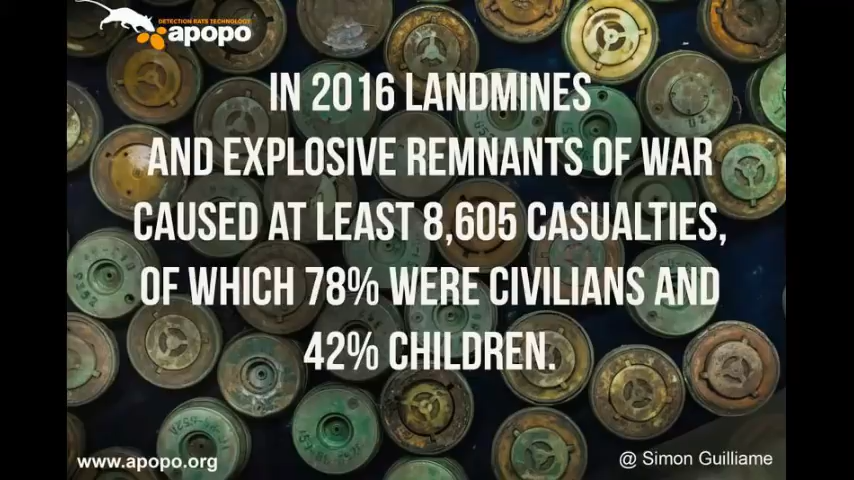 DETECTION RATS TECHNOLOGY
apopo
IN 2016 LANDMINES
AND EXPLOSIVE REMNANTS OF WAR
CAUSED AT LEAST 8,605 CASUALTIES,
OF WHICH 78% WERE CIVILIANS AND
42% CHILDREN.
www.apopo.org
@ Simon Guilliame